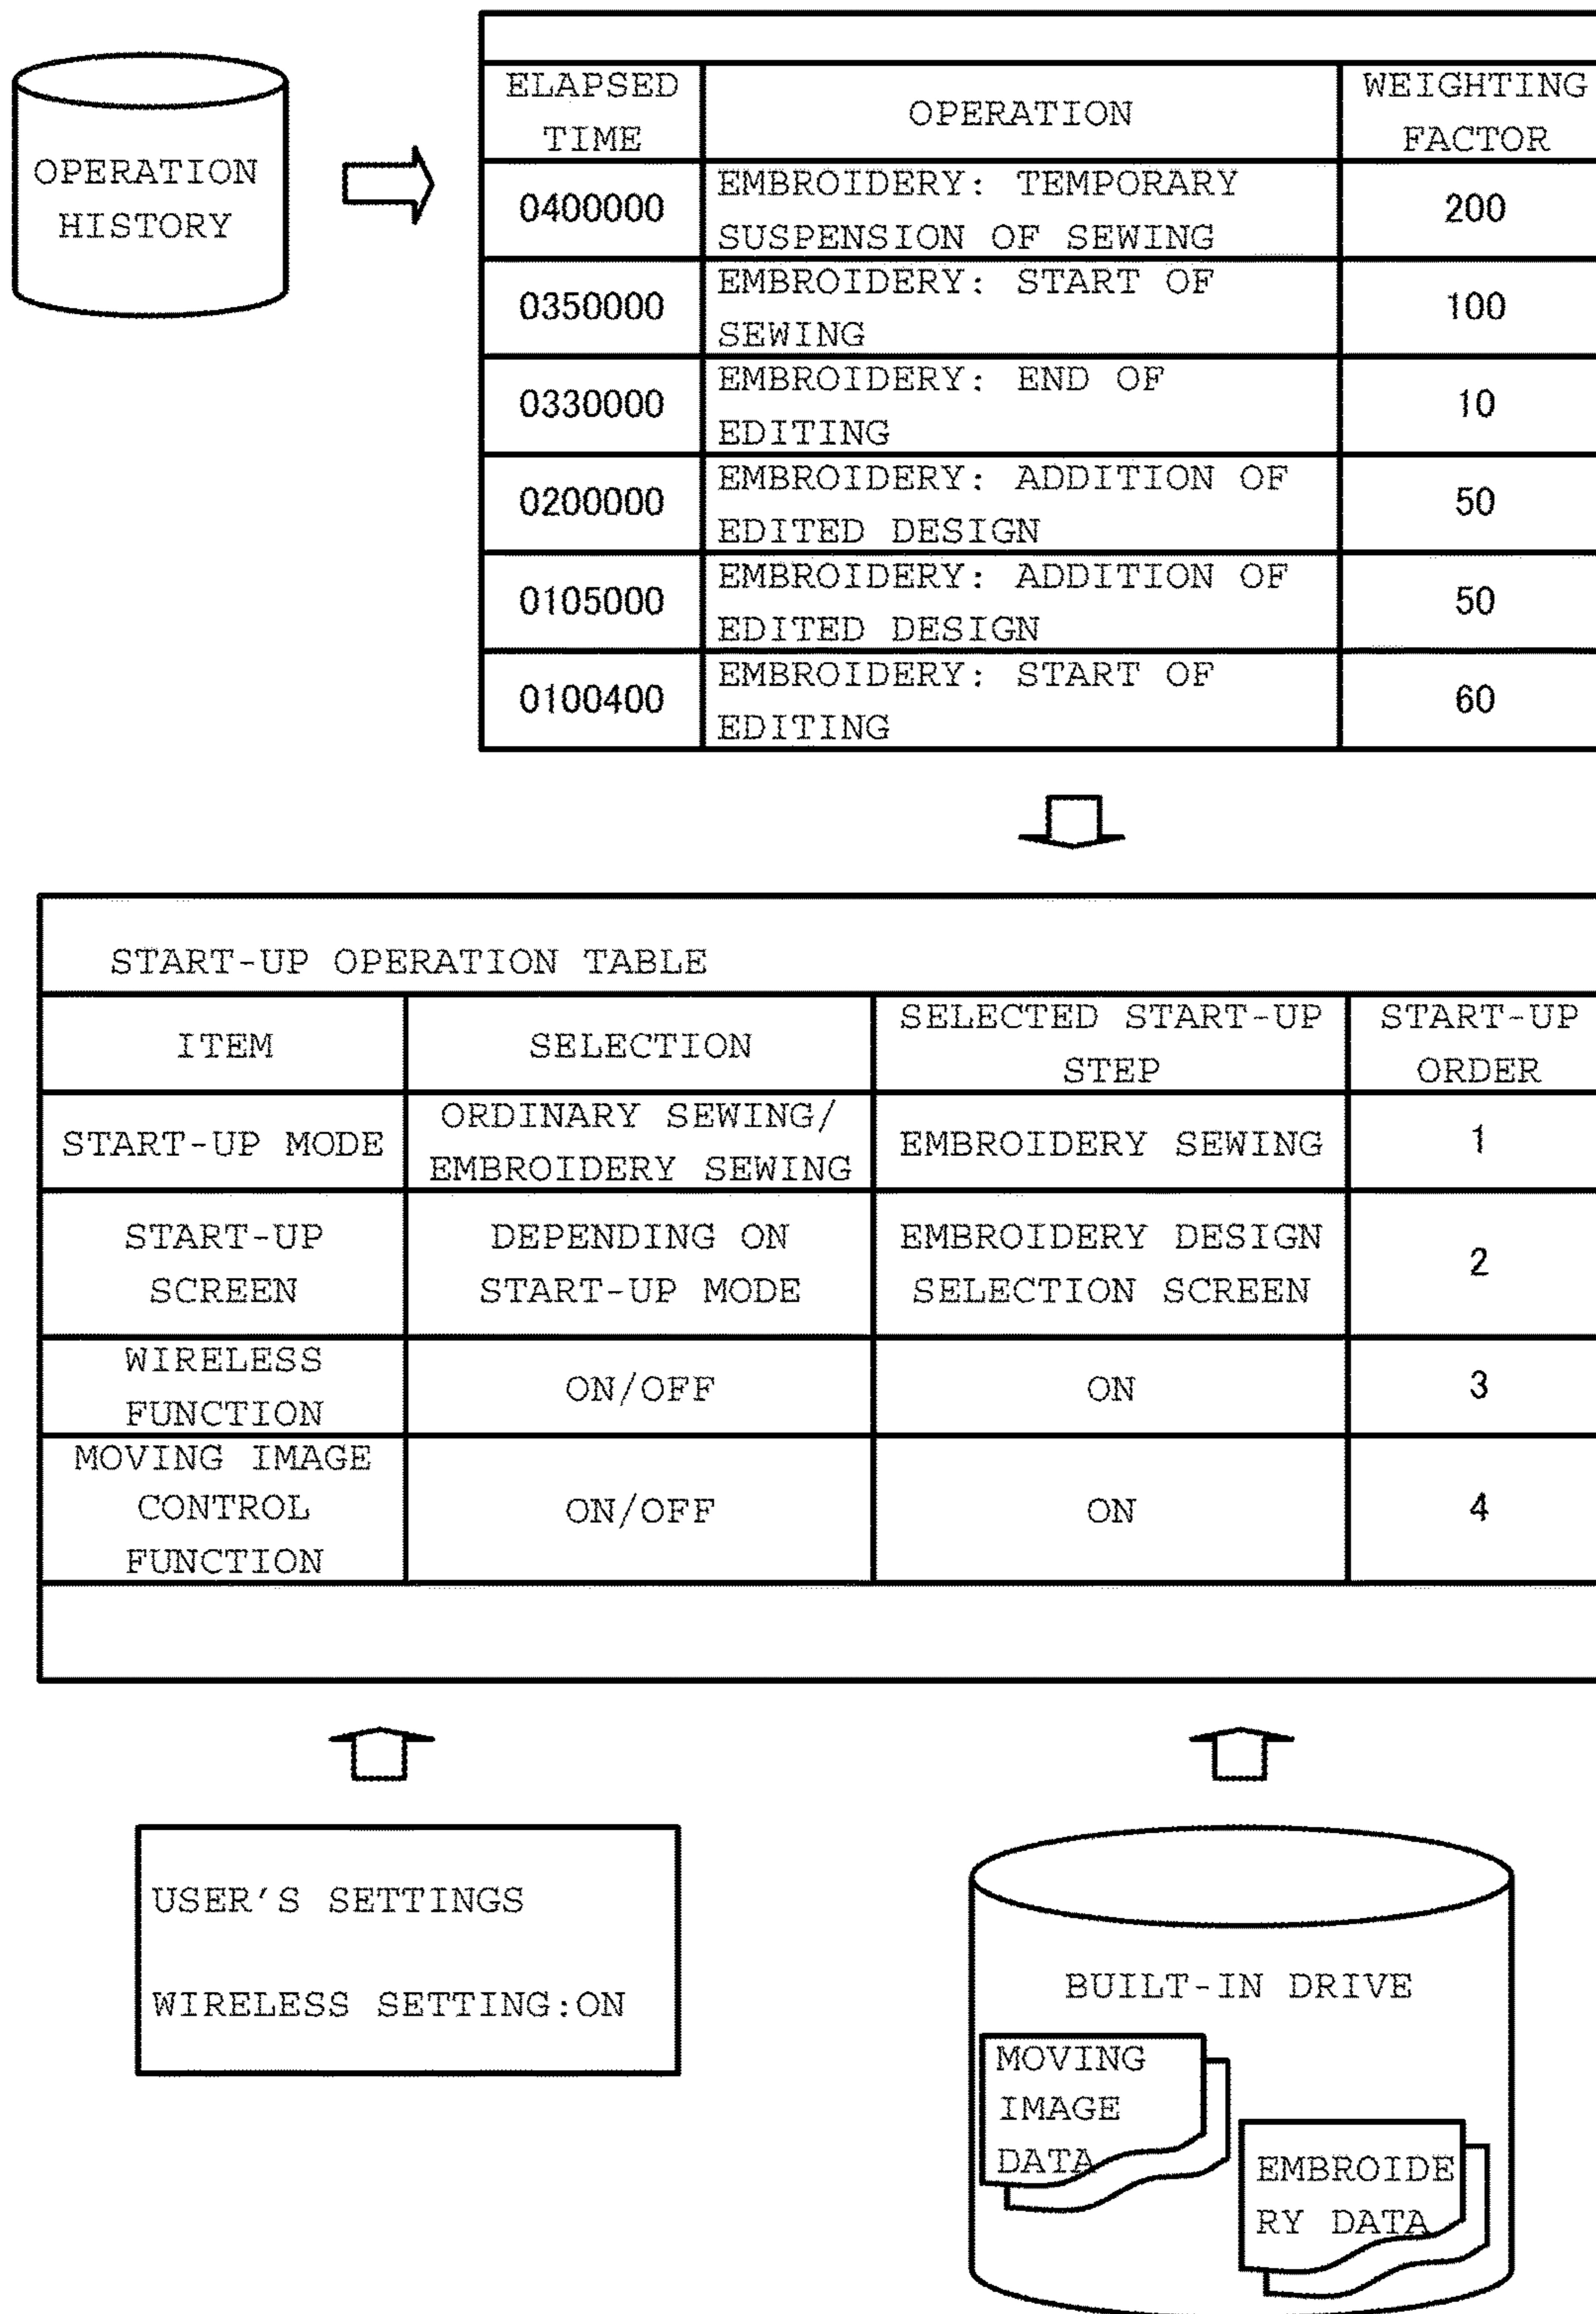 OPERATION
HISTORY
ELAPSED
TIME
OPERATION
WEIGHTING
FACTOR
0400000
EMBROIDERY: TEMPORARY
SUSPENSION OF SEWING
200
0350000
EMBROIDERY: START OF
SEWING
100
0330000
EMBROIDERY: END OF
EDITING
10
0200000
EMBROIDERY: ADDITION OF
EDITED DESIGN
50
0105000
EMBROIDERY: ADDITION OF
EDITED DESIGN
50
0100400
EMBROIDERY: START OF
EDITING
60
START-UP OPERATION TABLE
ITEM
SELECTION
SELECTED START-UP
STEP
START-UP
ORDER
START-UP MODE
ORDINARY SEWING/
EMBROIDERY SEWING
EMBROIDERY SEWING
1
START-UP
SCREEN
DEPENDING ON
START-UP MODE
EMBROIDERY DESIGN
SELECTION SCREEN
2
WIRELESS
FUNCTION
ON/OFF
ON
3
MOVING IMAGE
CONTROL
FUNCTION
ON/OFF
ON
4
USER'S SETTINGS
WIRELESS SETTING:ON
BUILT-IN DRIVE
MOVING
IMAGE
DATA
EMBROIDE
RY DATA